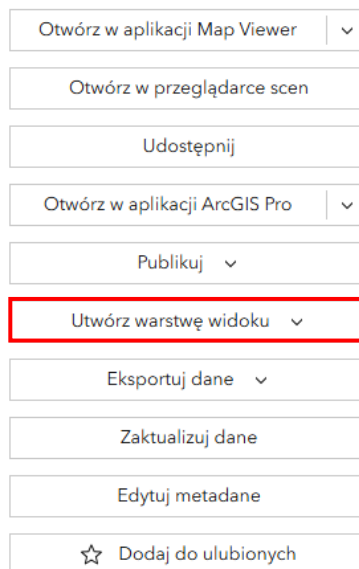 Otwórz w aplikacji Map Viewer
Otwórz w przeglądarce scen
Udostępnij
Otwórz w aplikacji ArcGIS Pro
Publikuj
Utwórz warstwę widoku
Eksportuj dane
Zaktualizuj dane
Edytuj metadane
Dodaj do ulubionych